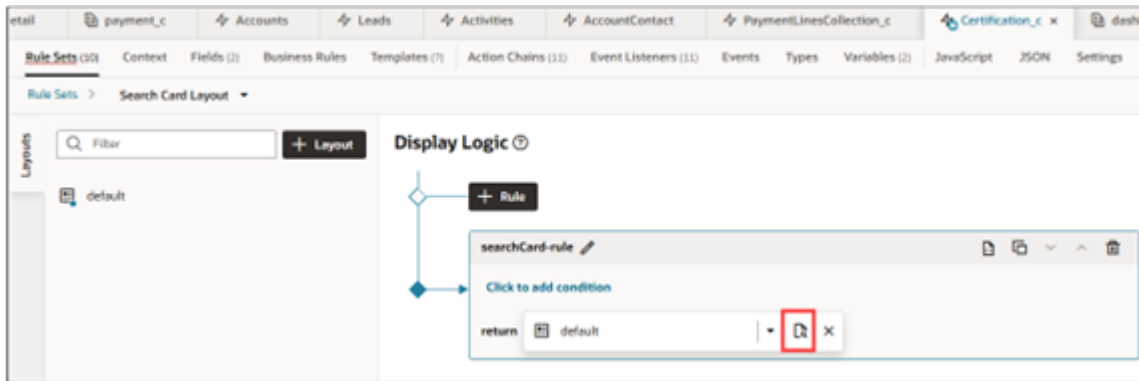 etail payment_c Accounts Leads Activities AccountContact PaymentLinesCollection_c Certification_c × dash
Rule Sets (10) Context Fields (2) Business Rules Templates (7) Action Chains (11) Event Listeners (11) Events Types Variables (2) JavaScript JSON Settings
Rule Sets > Search Card Layout
Layouts
Filter
+ Layout
default
Display Logic ?
+ Rule
searchCard-rule
Click to add condition
return default ×